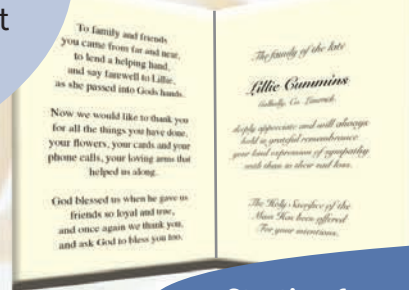 t
To family and friends
you came from far and near,
to lend a helping hand,
and say farewell to Lillie,
as she passed into Gods hands.
Now we would like to thank you
for all the things you have done,
your flowers, your cards and your
phone calls, your loving arms that
helped us along.
God blessed us when he gave us
friends so loyal and true,
and once again we thank you,
and ask God to bless you too.
The family of the late
Lillie Cummins
Co. Limerick.
deeply appreciate and will always
hold in grateful remembrance
your kind expression of sympathy
with them in their sad loss.
The Holy Sacrifice of the
Mass Has been offered
For your intentions.